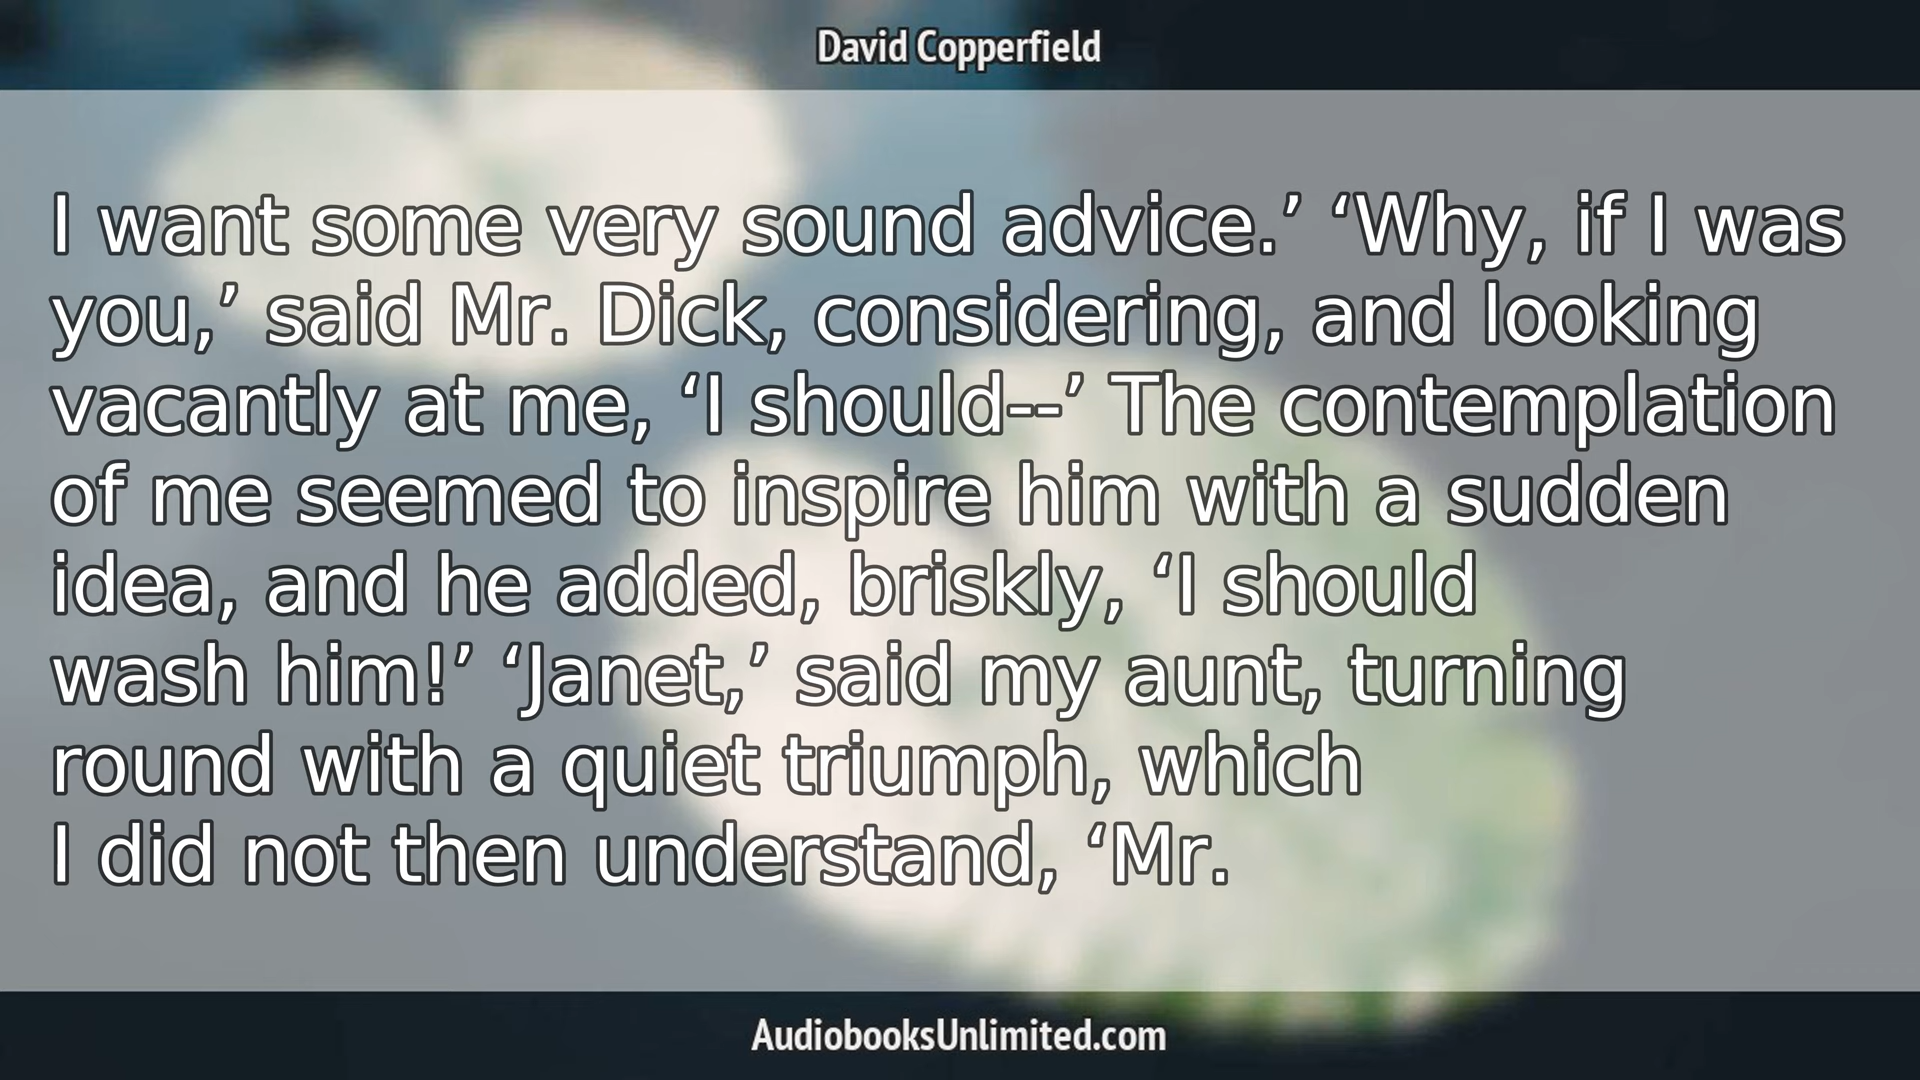 David Copperfield
I want some very sound advice.’ ‘Why, if I was
you,’ said Mr. Dick, considering, and looking
vacantly at me, ‘I should--’ The contemplation
of me seemed to inspire him with a sudden
idea, and he added, briskly, ‘I should
wash him!’ ‘Janet,’ said my aunt, turning
round with a quiet triumph, which
I did not then understand, ‘Mr.
AudiobooksUnlimited.com